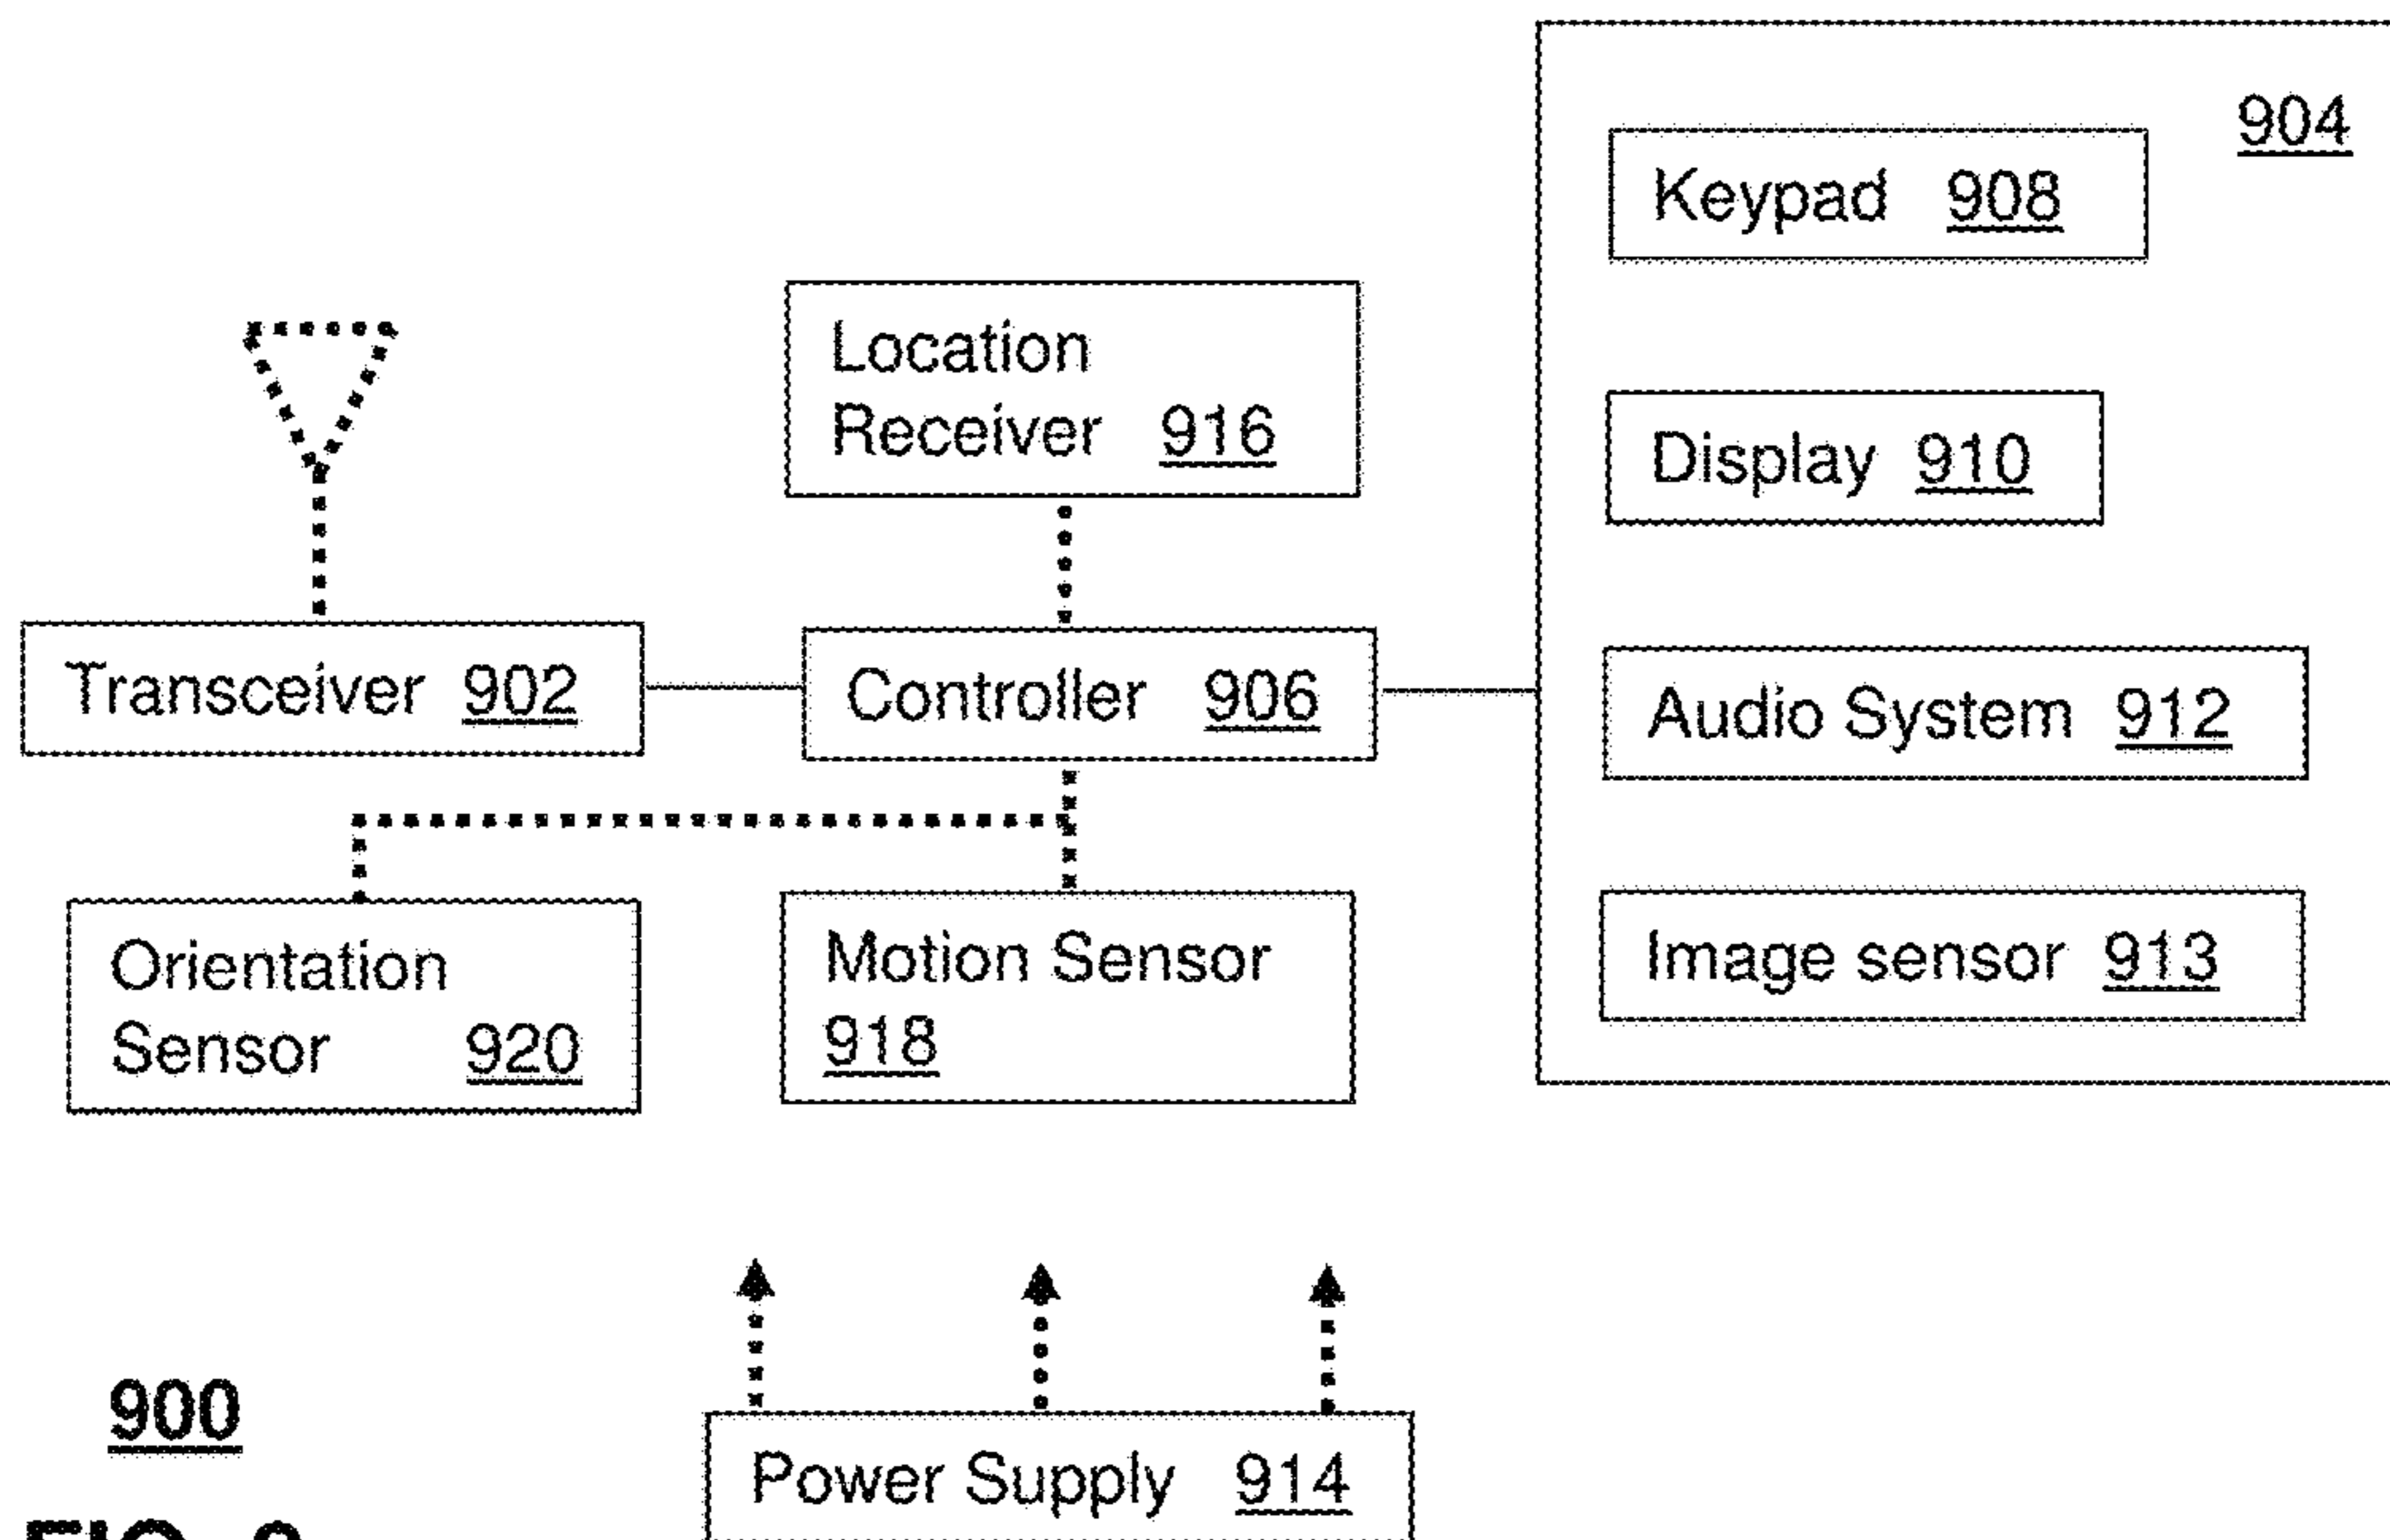 904
Keypad 908
Location
Receiver 916
Display 910
Transceiver 902
Controller 906
Audio System 912
Orientation
Sensor 920
Motion Sensor
918
Image sensor 913
900
Power Supply 914